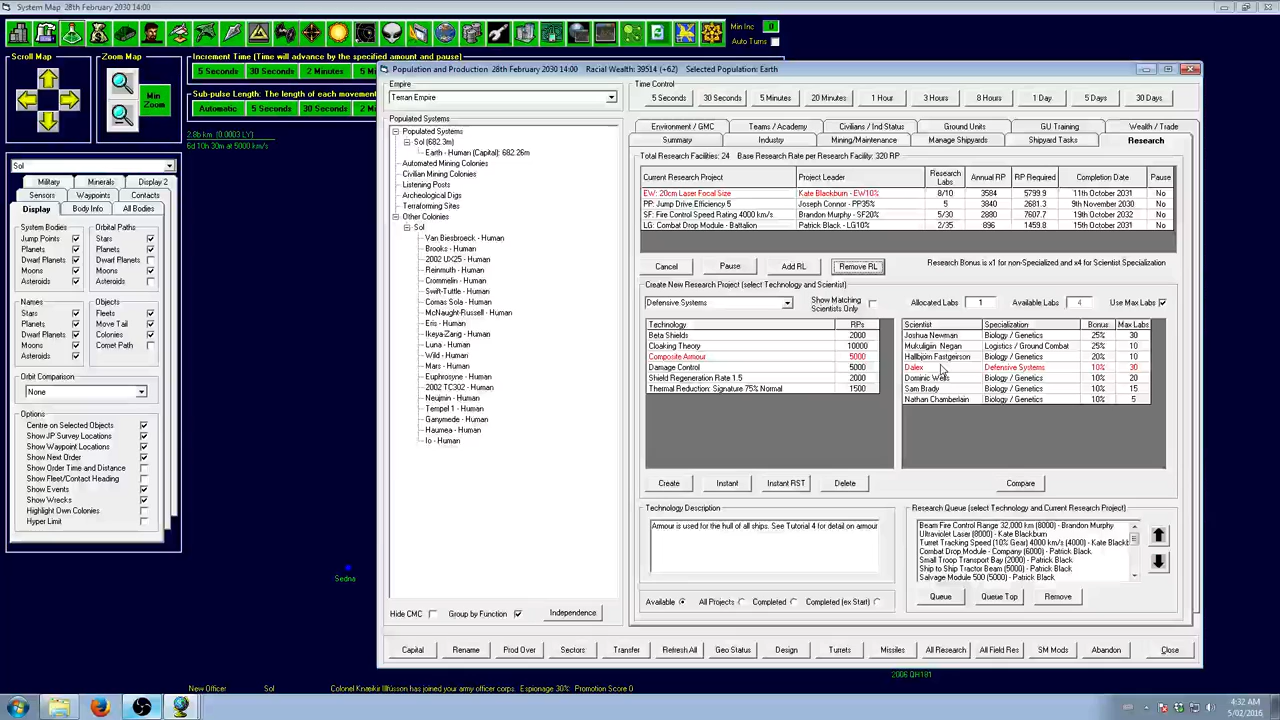 System Map 28th February 2030 14:00
Min Inc 0
Auto Turns
Scroll Map
Zoom Map
Min Zoom
Increment Time (Time will advance by the specified amount and pause)
5 Seconds 30 Seconds 2 Minutes
Sub-pulse Length: The length of each movement
Automatic 5 Seconds 30 Seconds
2.8b km (0.0003 LY)
6d 10h 30m at 5000 km/s
Sol
Military Minerals Display 2
Sensors Waypoints Contacts
Display Body Info All Bodies
System Bodies
Jump Points
Planets
Dwarf Planets
Moons
Asteroids
Orbital Paths
Stars
Planets
Dwarf Planets
Moons
Asteroids
Names
Stars
Planets
Dwarf Planets
Moons
Asteroids
Objects
Fleets
Move Tail
Colonies
Comet Path
Orbit Comparison
None
Options
Centre on Selected Objects
Show JP Survey Locations
Show Waypoint Locations
Show Next Order
Show Order Time and Distance
Show Fleet/Contact Heading
Show Events
Show Wrecks
Highlight Own Colonies
Hyper Limit
Sedna
Population and Production 28th February 2030 14:00 Racial Wealth: 39514 (+62) Selected Population: Earth
Empire
Terran Empire
Populated Systems
Populated Systems
Sol (682.3m)
Earth - Human (Capital): 682.26m
Automated Mining Colonies
Civilian Mining Colonies
Listening Posts
Archeological Digs
Terraforming Sites
Other Colonies
Sol
Van Biesbroeck - Human
Brooks - Human
2002 UX25 - Human
Reinmuth - Human
Crommelin - Human
Swift-Tuttle - Human
Comas Sola - Human
McNaught-Russell - Human
Eris - Human
Ikeya-Zang - Human
Luna - Human
Wild - Human
Mars - Human
Euphrosyne - Human
2002 TC302 - Human
Neujmin - Human
Tempel 1 - Human
Ganymede - Human
Haumea - Human
Io - Human
Hide CMC Group by Function Independence
Time Control
5 Seconds 30 Seconds 5 Minutes 20 Minutes 1 Hour 3 Hours 8 Hours 1 Day 5 Days 30 Days
Environment / GMC Teams / Academy Civilians / Ind Status Ground Units GU Training Wealth / Trade
Summary Industry Mining/Maintenance Manage Shipyards Shipyard Tasks Research
Total Research Facilities: 24 Base Research Rate per Research Facility: 320 RP
Current Research Project Project Leader Research Labs Annual RP RP Required Completion Date Pause
EW: 20cm Laser Focal Size Kate Blackburn - EW10% 8/10 3584 5799.9 11th October 2031 No
PP: Jump Drive Efficiency 5 Joseph Connor - PP35% 5 3840 2681.3 9th November 2030 No
SF: Fire Control Speed Rating 4000 km/s Brandon Murphy - SF20% 5/30 2880 7607.7 19th October 2032 No
LG: Combat Drop Module - Battalion Patrick Black - LG10% 2/35 896 1459.8 15th October 2031 No
Cancel Pause Add RL Remove RL Research Bonus is x1 for non-Specialized and x4 for Scientist Specialization
Create New Research Project (select Technology and Scientist)
Defensive Systems Show Matching Scientists Only Allocated Labs 1 Available Labs 4 Use Max Labs
Technology RPs
Beta Shields 2000
Cloaking Theory 10000
Composite Armour 5000
Damage Control 5000
Shield Regeneration Rate 1.5 2000
Thermal Reduction: Signature 75% Normal 1500
Scientist Specialization Bonus Max Labs
Joshua Newman Biology / Genetics 25% 30
Mukuligiin Negan Logistics / Ground Combat 25% 10
Hallbjorn Fastgeirson Biology / Genetics 20% 10
Dalex Defensive Systems 10% 30
Dominic Wells Biology / Genetics 10% 20
Sam Brady Biology / Genetics 10% 15
Nathan Chamberlain Biology / Genetics 10% 5
Create Instant Instant RST Delete Compare
Technology Description
Armour is used for the hull of all ships. See Tutorial 4 for detail on armour
Research Queue (select Technology and Current Research Project)
Beam Fire Control Range 32,000 km (8000) - Brandon Murphy
Ultraviolet Laser (8000) - Kate Blackburn
Turret Tracking Speed (10% Gear) 4000 km/s (4000) - Kate Blackb
Combat Drop Module - Company (6000) - Patrick Black
Small Troop Transport Bay (2000) - Patrick Black
Ship to Ship Tractor Beam (5000) - Patrick Black
Salvage Module 500 (5000) - Patrick Black
Available All Projects Completed Completed (ex Start) Queue Queue Top Remove
Capital Rename Prod Over Sectors Transfer Refresh All Geo Status Design Turrets Missiles All Research All Field Res SM Mods Abandon Close
2006 QH181
New Officer Sol Colonel Knæikir Illfússon has joined your army officer corps. Espionage 30%. Promotion Score 0
4:32 AM
5/02/2016